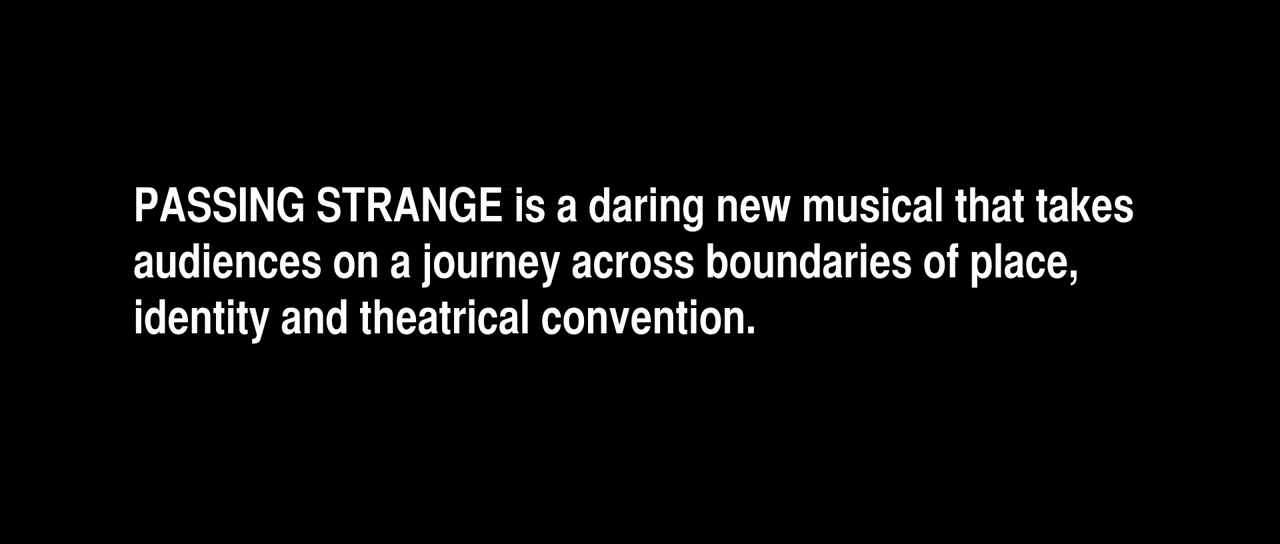 PASSING STRANGE is a daring new musical that takes
audiences on a journey across boundaries of place,
identity and theatrical convention.